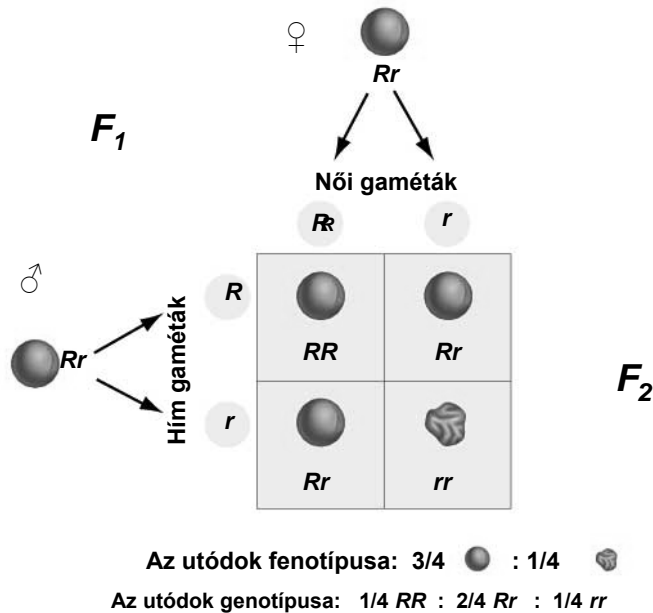 ♀
Rr
F1
Női gaméták
R r
♂
Rr
Hím gaméták
R
RR Rr
r
Rr rr
F2
Az utódok fenotípusa: 3/4 : 1/4
Az utódok genotípusa: 1/4 RR : 2/4 Rr : 1/4 rr